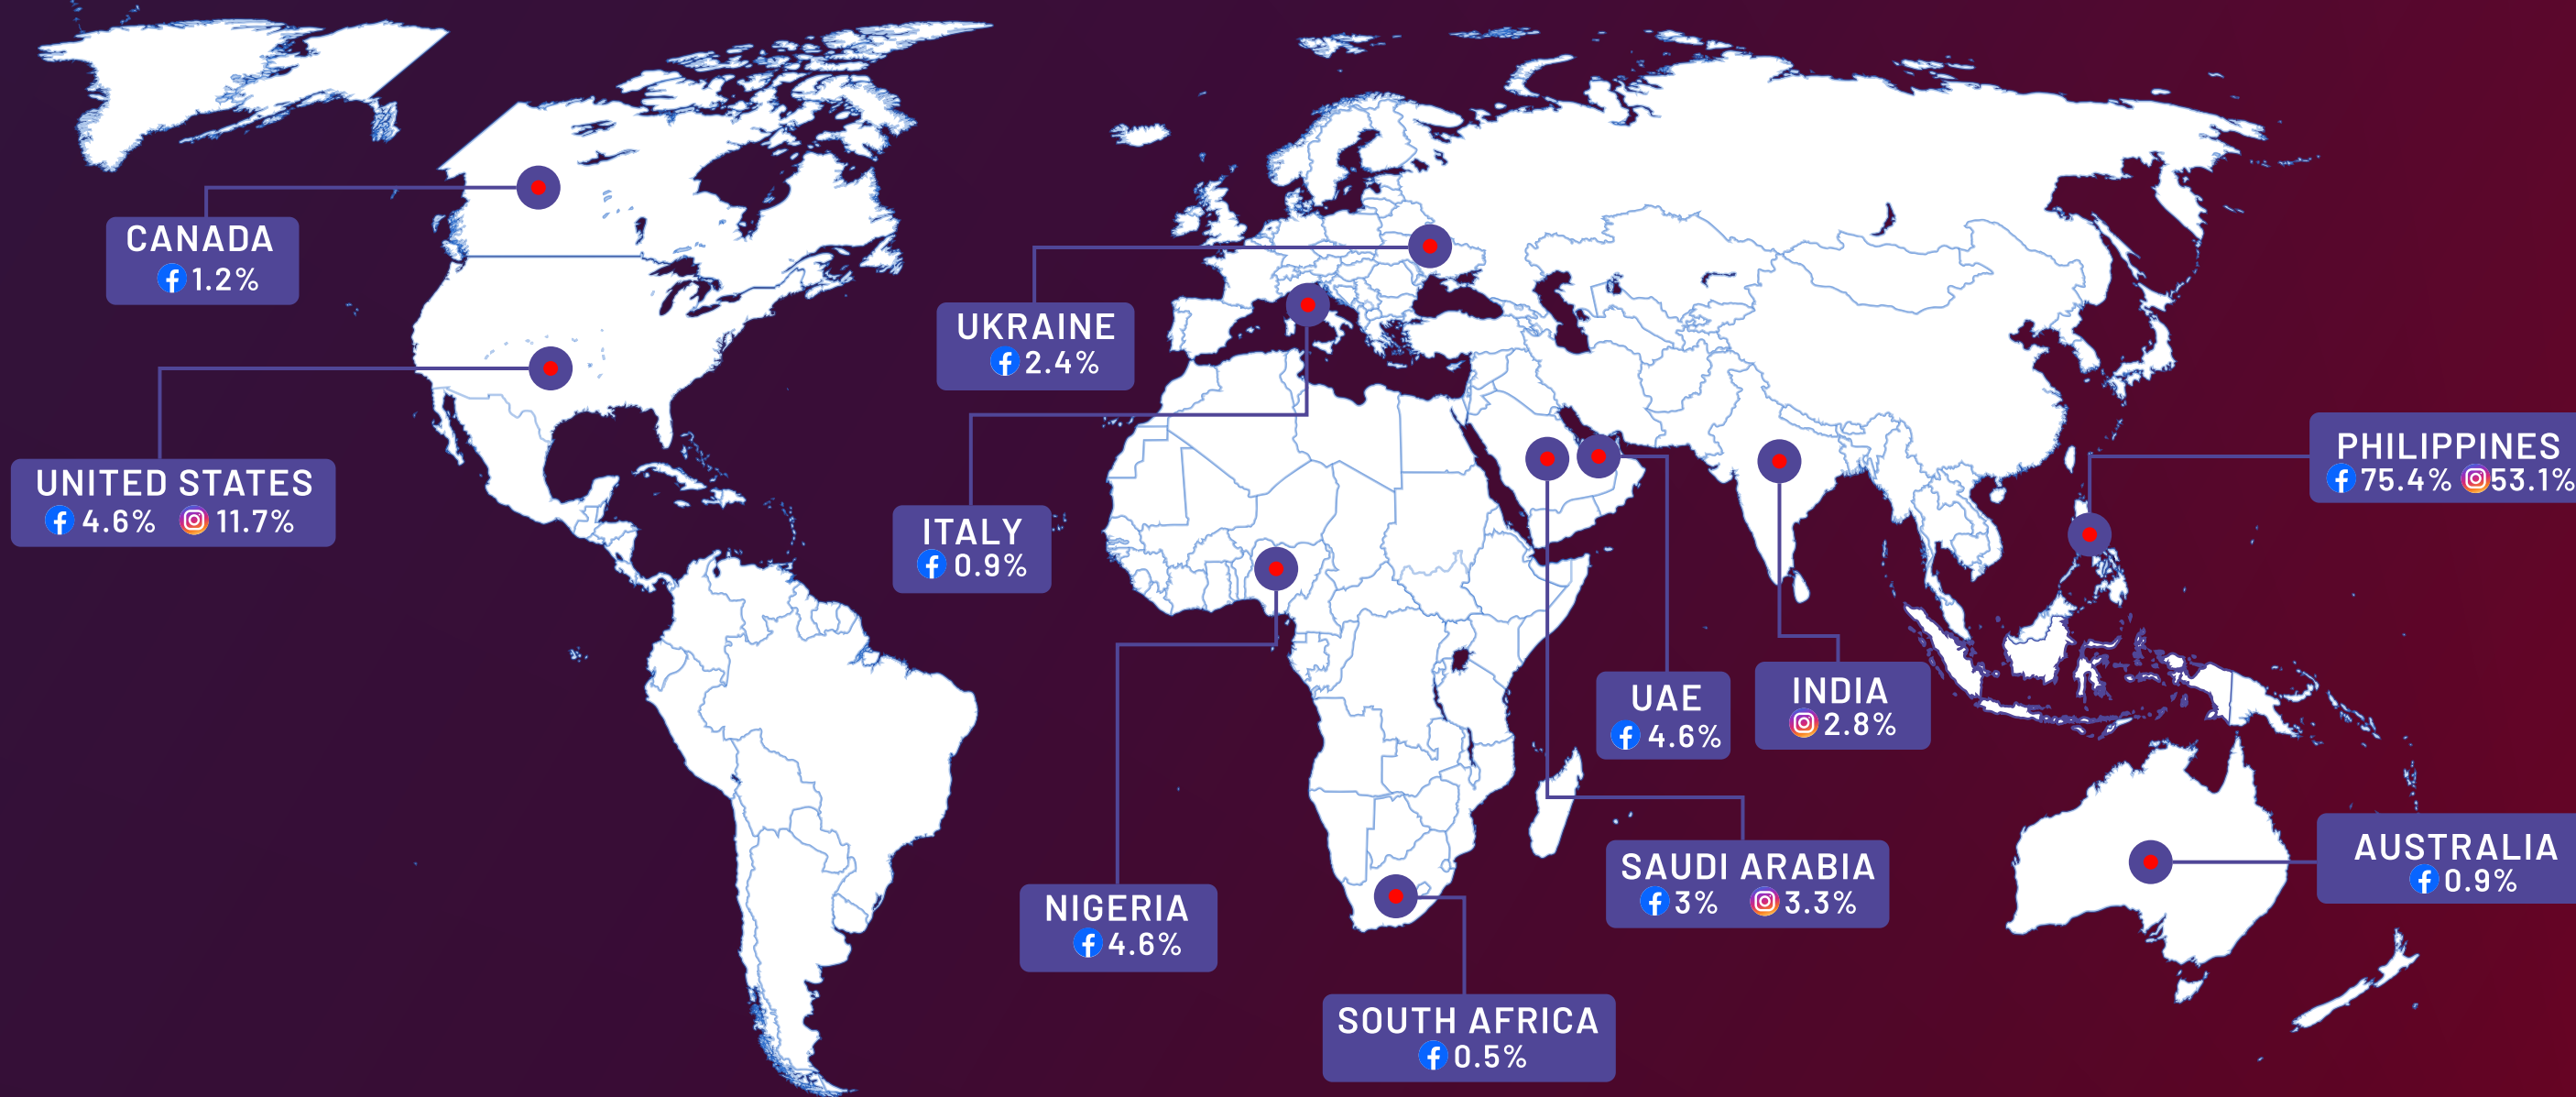 CANADA
1.2%
UNITED STATES
4.6% 11.7%
UKRAINE
2.4%
ITALY
0.9%
NIGERIA
4.6%
SOUTH AFRICA
0.5%
UAE
4.6%
INDIA
2.8%
SAUDI ARABIA
3% 3.3%
PHILIPPINES
75.4% 53.1%
AUSTRALIA
0.9%